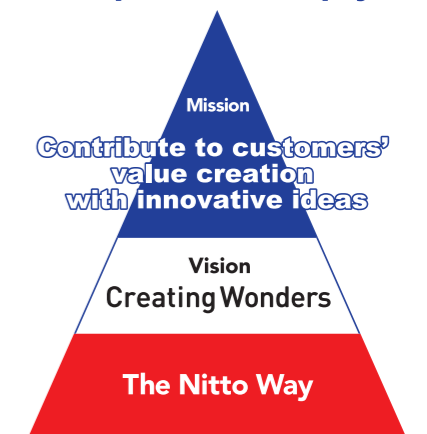 Mission
Contribute to customers'
value creation
with innovative ideas
Vision
Creating Wonders
The Nitto Way